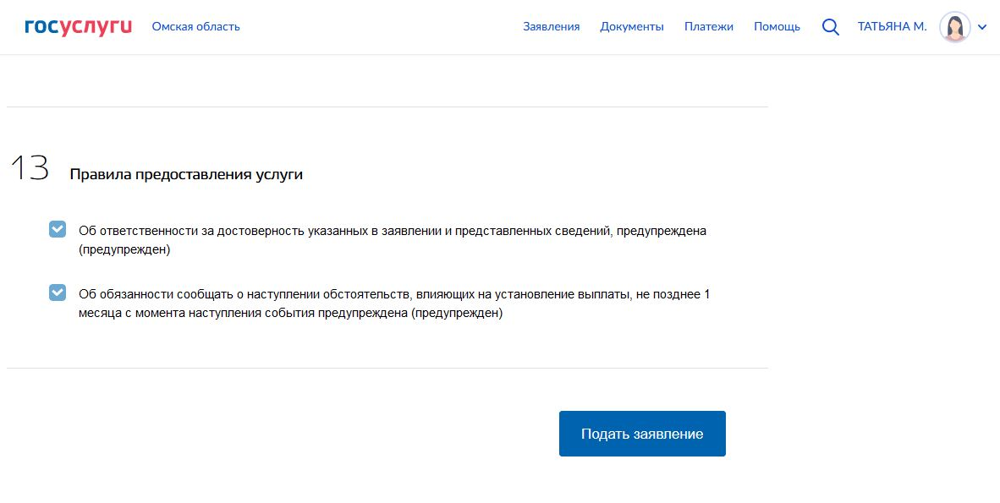 госуслуги Омская область Заявления Документы Платежи Помощь ТАТЬЯНА М.
13 Правила предоставления услуги
Об ответственности за достоверность указанных в заявлении и представленных сведений, предупреждена
(предупрежден)
Об обязанности сообщать о наступлении обстоятельств, влияющих на установление выплаты, не позднее 1
месяца с момента наступления события предупреждена (предупрежден)
Подать заявление